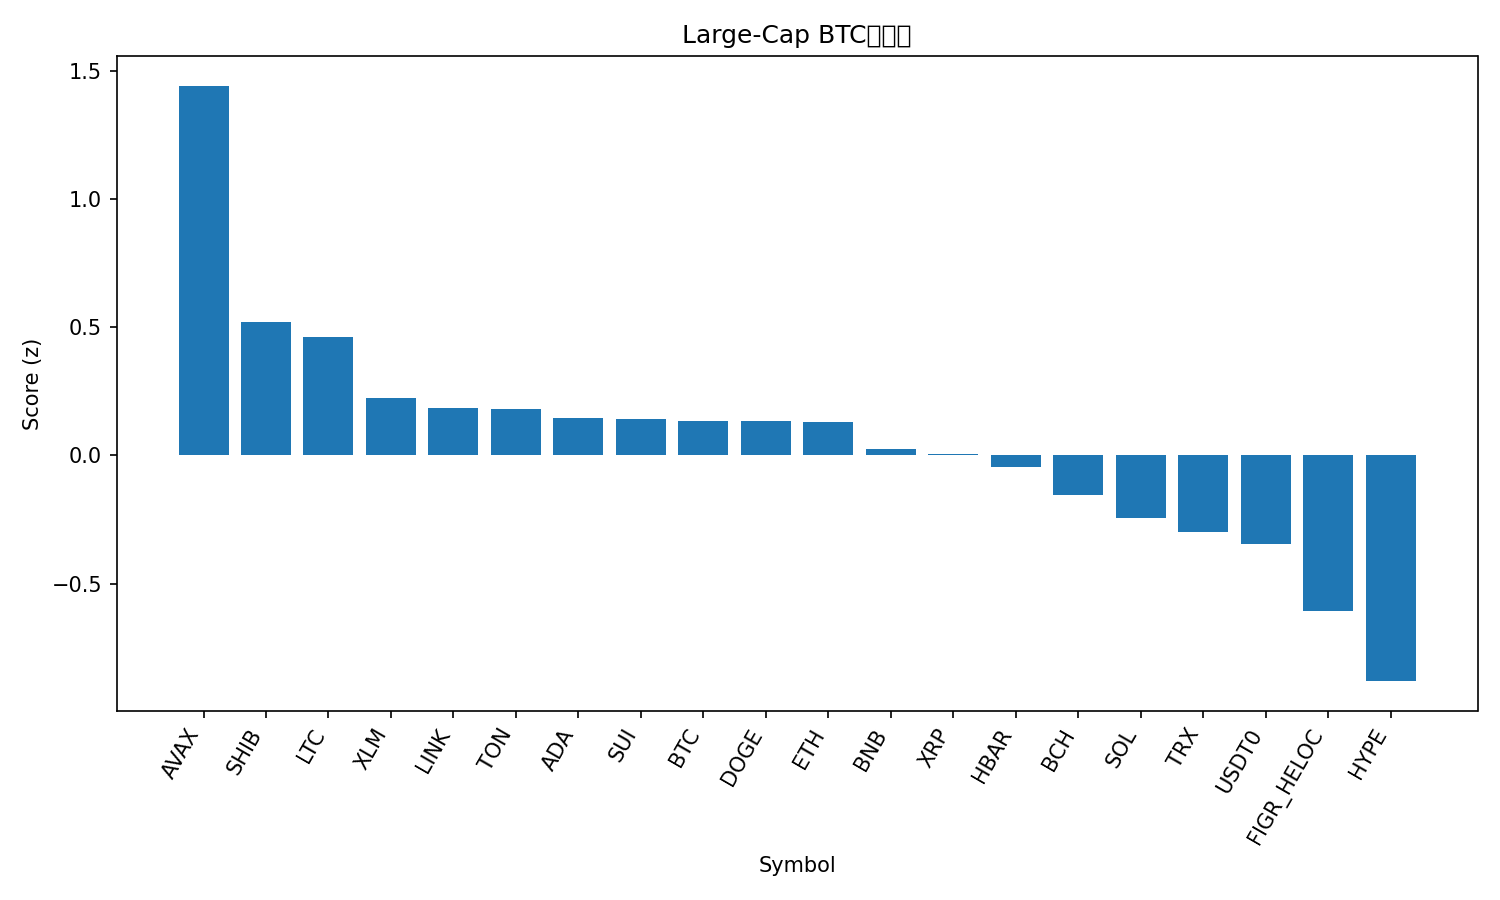 Large-Cap BTC
1.5
1.0
0.5
0.0
−0.5
Score (z)
AVAX
SHIB
LTC
XLM
LINK
TON
ADA
SUI
BTC
DOGE
ETH
BNB
XRP
HBAR
BCH
SOL
TRX
USDT0
FIGR_HELOC
HYPE
Symbol